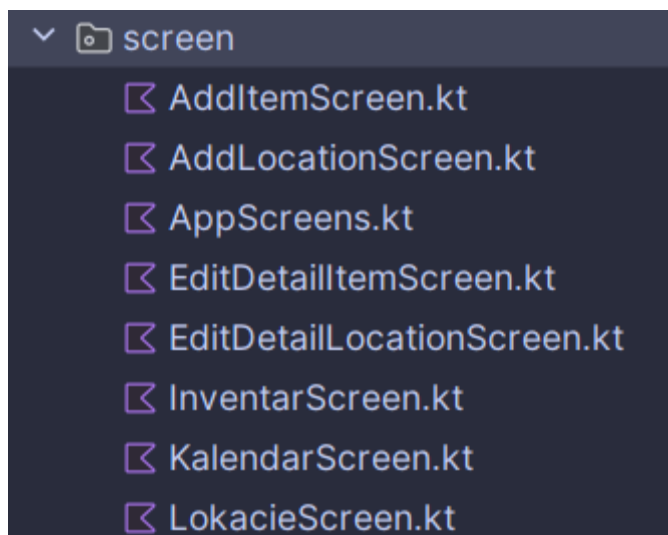 screen
AddItemScreen.kt
AddLocationScreen.kt
AppScreens.kt
EditDetailItemScreen.kt
EditDetailLocationScreen.kt
InventarScreen.kt
KalendarScreen.kt
LokacieScreen.kt